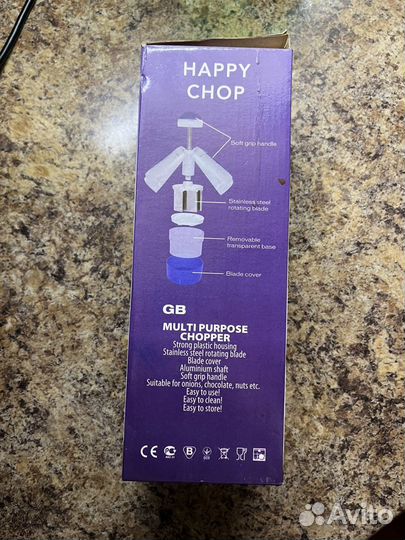 HAPPY
CHOP
Soft grip handle
Stainless steel
rotating blade
Removable
transparent base
Blade cover
GB
MULTI PURPOSE
CHOPPER
Strong plastic housing
Stainless steel rotating blade
Blade cover
Aluminium shaft
Soft grip handle
Suitable for onions, chocolate, nuts etc.
Easy to use!
Easy to clean!
Easy to store!
CE
Avito